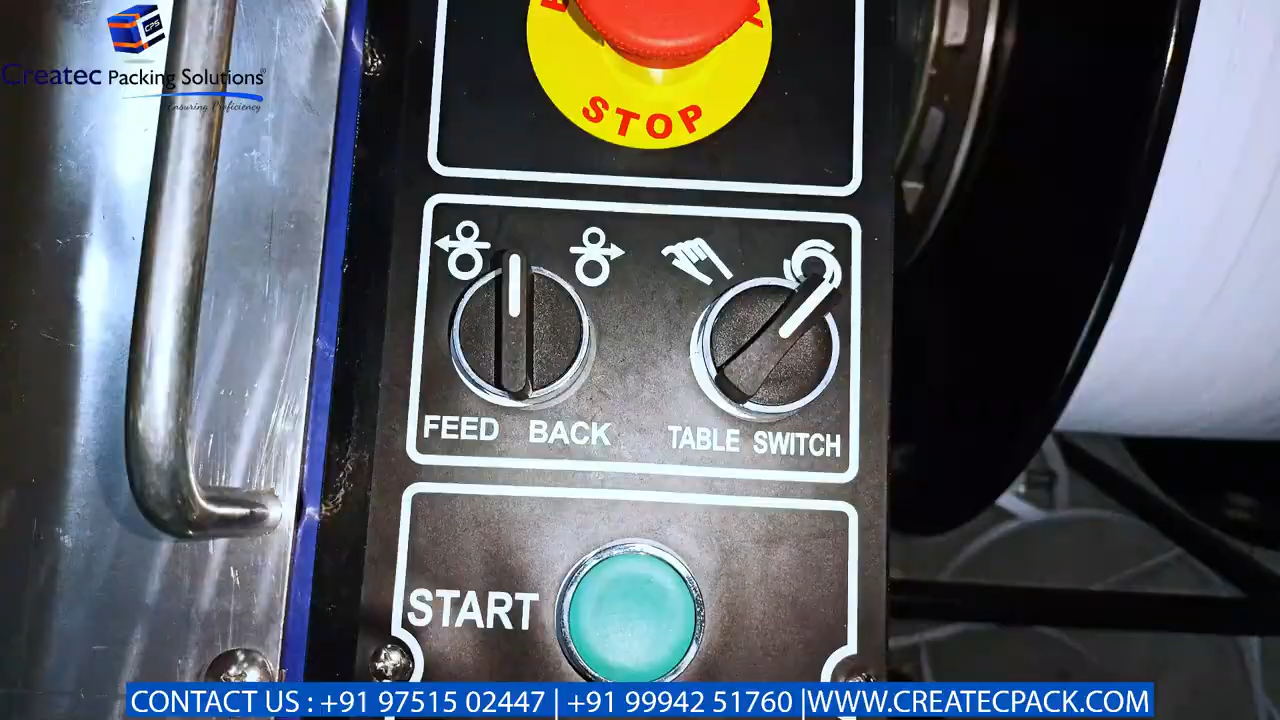 CPS
Createc Packing Solutions®
Ensuring Proficiency
STOP
FEED BACK
TABLE SWITCH
START
CONTACT US : +91 97515 02447 | +91 99942 51760 |WWW.CREATECPACK.COM